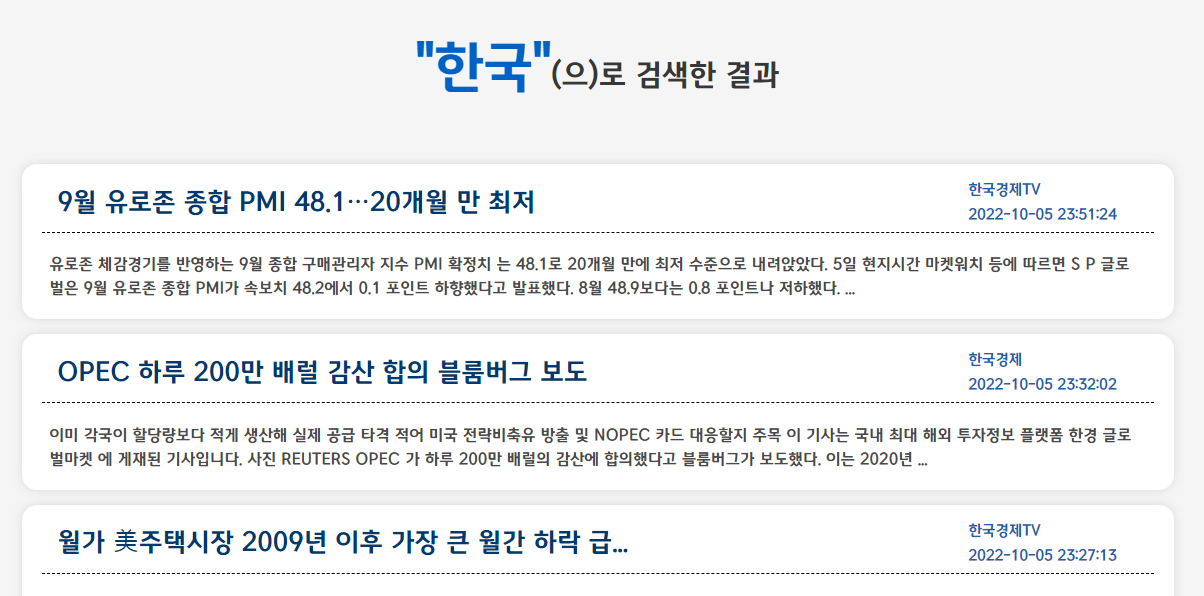 "한국"(으)로 검색한 결과
9월 유로존 종합 PMI 48.1…20개월 만 최저
한국경제TV
2022-10-05 23:51:24
유로존 체감경기를 반영하는 9월 종합 구매관리자 지수 PMI 확정치 는 48.1로 20개월 만에 최저 수준으로 내려앉았다. 5일 현지시간 마켓워치 등에 따르면 S P 글로
벌은 9월 유로존 종합 PMI가 속보치 48.2에서 0.1 포인트 하향했다고 발표했다. 8월 48.9보다는 0.8 포인트나 저하했다. ...
OPEC 하루 200만 배럴 감산 합의 블룸버그 보도
한국경제
2022-10-05 23:32:02
이미 각국이 할당량보다 적게 생산해 실제 공급 타격 적어 미국 전략비축유 방출 및 NOPEC 카드 대응할지 주목 이 기사는 국내 최대 해외 투자정보 플랫폼 한경 글로
벌마켓 에 게재된 기사입니다. 사진 REUTERS OPEC 가 하루 200만 배럴의 감산에 합의했다고 블룸버그가 보도했다. 이는 2020년 ...
월가 美주택시장 2009년 이후 가장 큰 월간 하락 급...
한국경제TV
2022-10-05 23:27:13